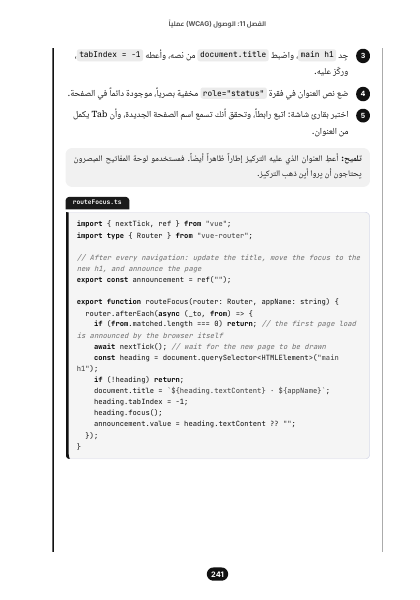 الفصل 11: الوصول (WCAG) عملياً
3 جِد main h1، واضبط document.title من نصه، وأعطه tabIndex = -1،
وركّز عليه.
4 ضع نص العنوان في فقرة role="status" مخفية بصرياً، موجودة دائماً في الصفحة.
5 اختبر بقارئ شاشة: اتبع رابطاً، وتحقق أنك تسمع اسم الصفحة الجديدة، وأن Tab يكمل
من العنوان.
تلميح: أعطِ العنوان الذي عليه التركيز إطاراً ظاهراً أيضاً. فمستخدمو لوحة المفاتيح المبصرون
يحتاجون أن يروا أين ذهب التركيز.
routeFocus.ts
import { nextTick, ref } from "vue";
import type { Router } from "vue-router";
// After every navigation: update the title, move the focus to the
new h1, and announce the page
export const announcement = ref("");
export function routeFocus(router: Router, appName: string) {
router.afterEach(async (_to, from) => {
if (from.matched.length === 0) return; // the first page load
is announced by the browser itself
await nextTick(); // wait for the new page to be drawn
const heading = document.querySelector<HTMLElement>("main
h1");
if (!heading) return;
document.title = `${heading.textContent} · ${appName}`;
heading.tabIndex = -1;
heading.focus();
announcement.value = heading.textContent ?? "";
});
}
241